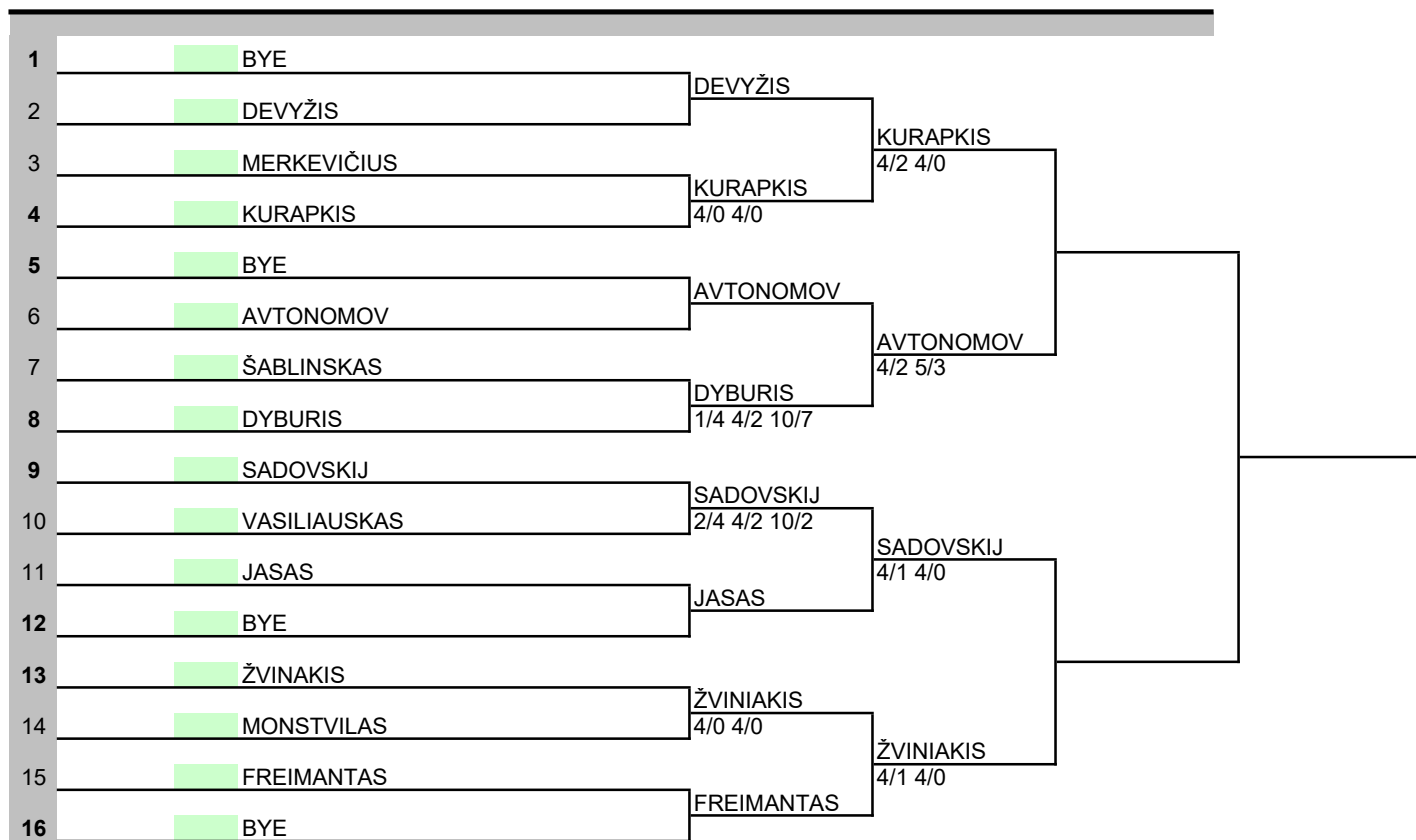 1 BYE
DEVYŽIS
2 DEVYŽIS
KURAPKIS
3 MERKEVIČIUS
4/2 4/0
KURAPKIS
4 KURAPKIS
4/0 4/0
5 BYE
AVTONOMOV
6 AVTONOMOV
AVTONOMOV
7 ŠABLINSKAS
4/2 5/3
DYBURIS
8 DYBURIS
1/4 4/2 10/7
9 SADOVSKIJ
SADOVSKIJ
10 VASILIAUSKAS
2/4 4/2 10/2
SADOVSKIJ
11 JASAS
4/1 4/0
JASAS
12 BYE
13 ŽVINAKIS
ŽVINIAKIS
14 MONSTVILAS
4/0 4/0
ŽVINIAKIS
15 FREIMANTAS
4/1 4/0
FREIMANTAS
16 BYE